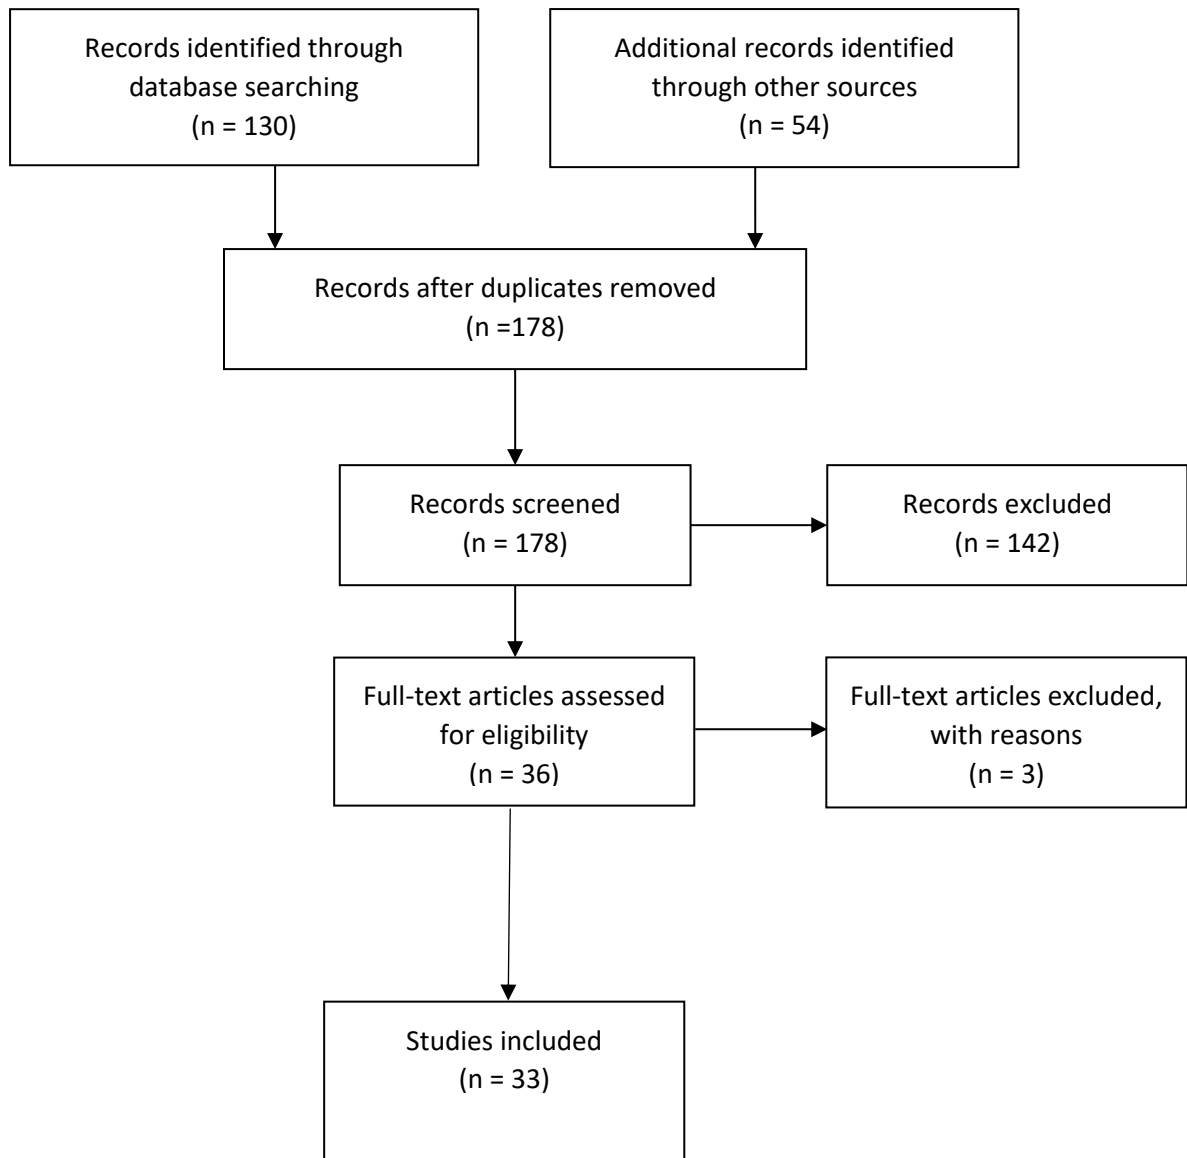 Records identified through
database searching
(n = 130)
Additional records identified
through other sources
(n = 54)
Records after duplicates removed
(n =178)
Records screened
(n = 178)
Records excluded
(n = 142)
Full-text articles assessed
for eligibility
(n = 36)
Full-text articles excluded,
with reasons
(n = 3)
Studies included
(n = 33)